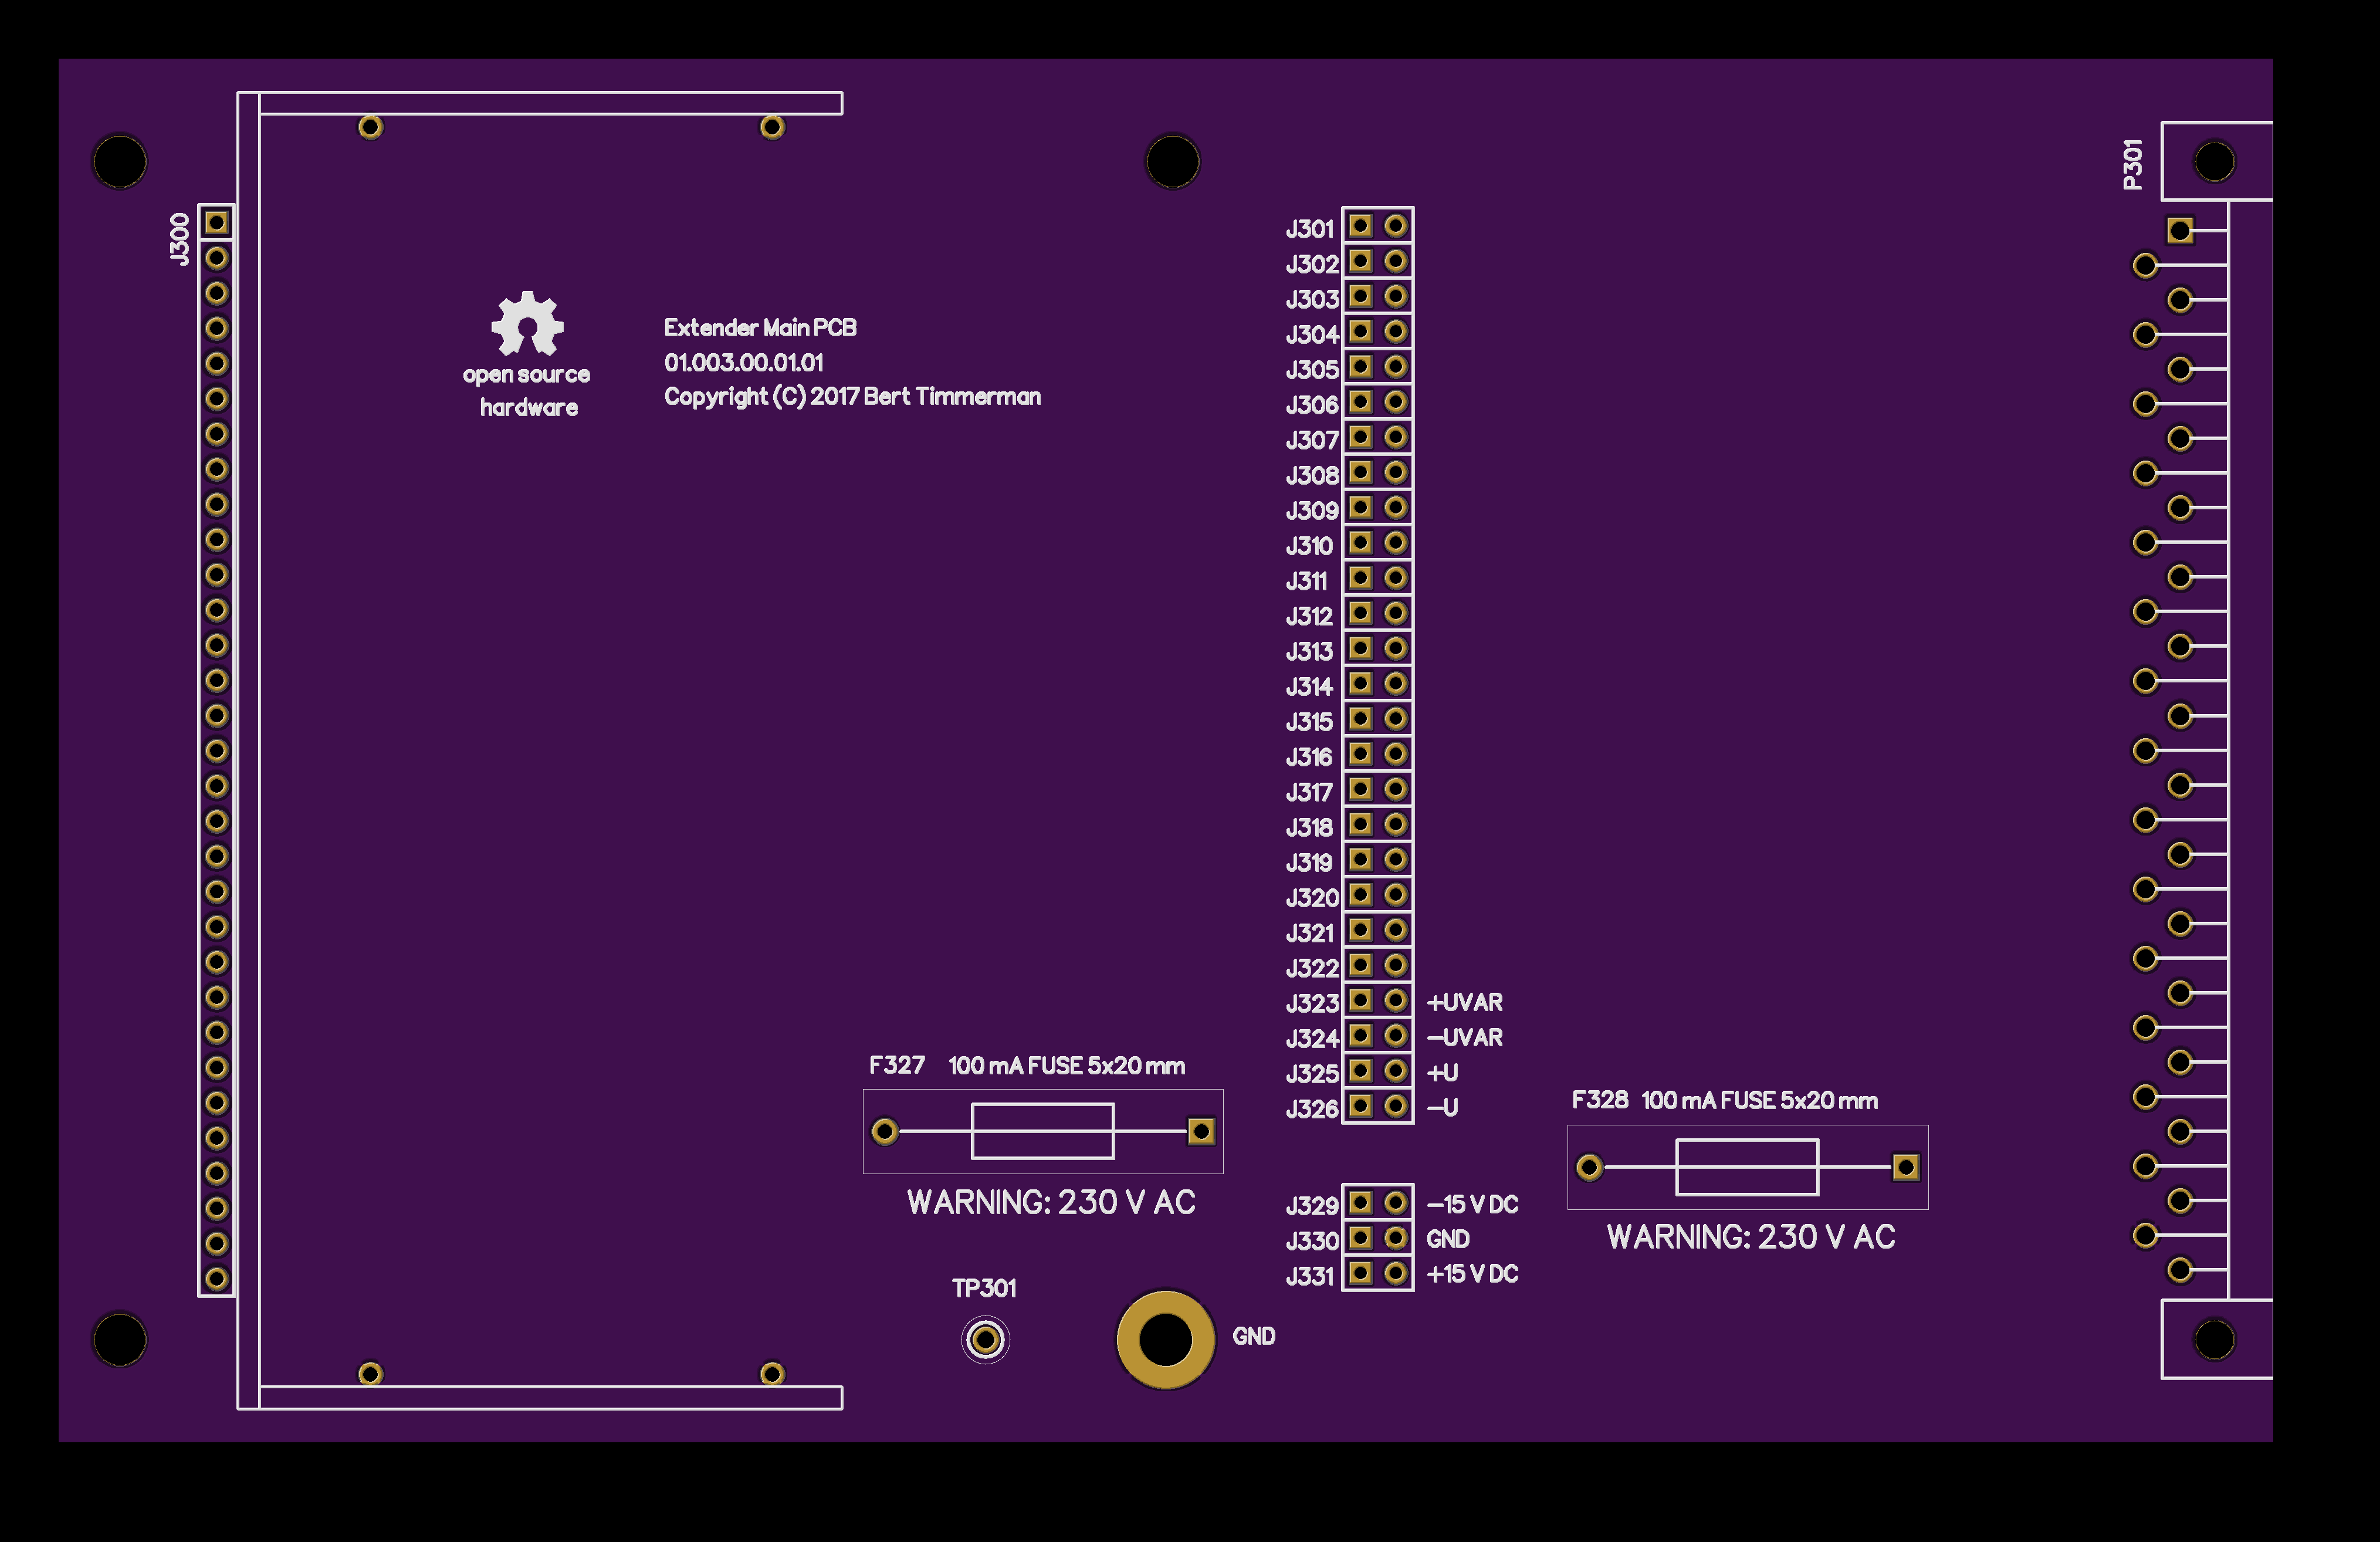 P301
J300
open source
hardware
Extender Main PCB
01.003.00.01.01
Copyright (C) 2017 Bert Timmerman
J301
J302
J303
J304
J305
J306
J307
J308
J309
J310
J311
J312
J313
J314
J315
J316
J317
J318
J319
J320
J321
J322
J323 +UVAR
J324 -UVAR
J325 +U
J326 -U
F327 100 mA FUSE 5x20 mm
WARNING: 230 V AC
F328 100 mA FUSE 5x20 mm
WARNING: 230 V AC
J329 -15 V DC
J330 GND
J331 +15 V DC
TP301
GND